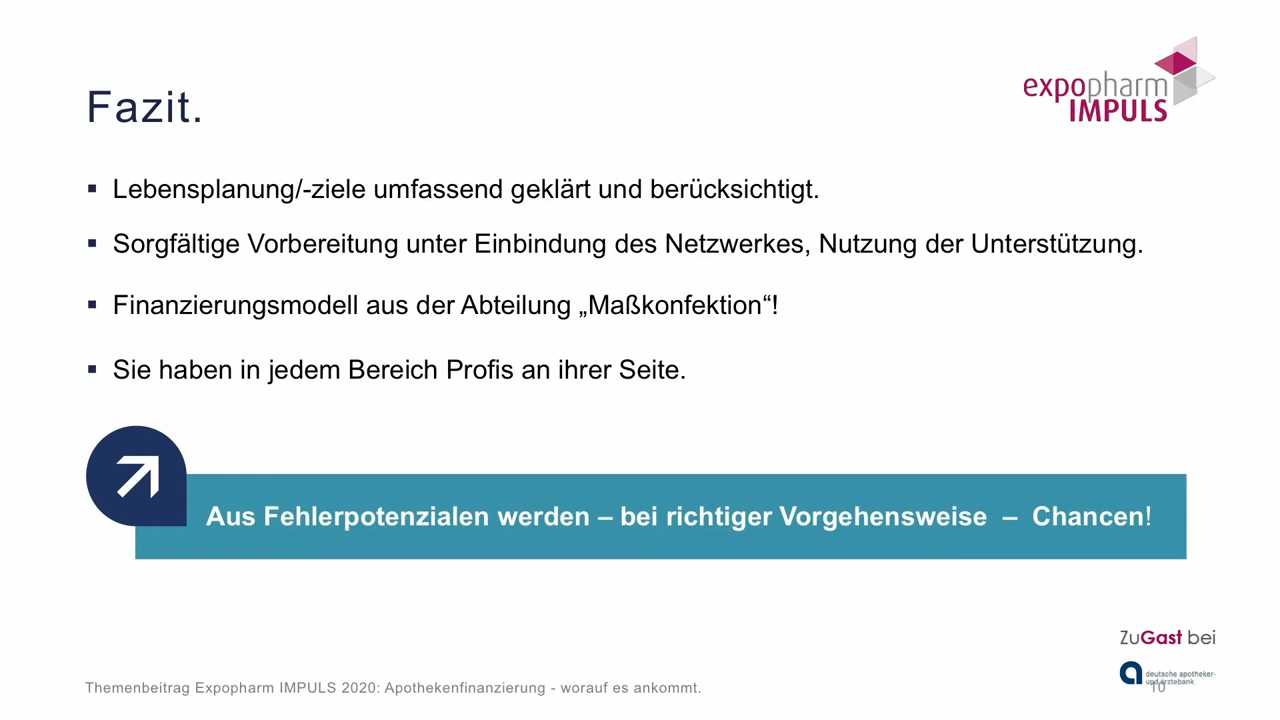 expopharm
IMPULS
Fazit.
▪ Lebensplanung/-ziele umfassend geklärt und berücksichtigt.
▪ Sorgfältige Vorbereitung unter Einbindung des Netzwerkes, Nutzung der Unterstützung.
▪ Finanzierungsmodell aus der Abteilung „Maßkonfektion“!
▪ Sie haben in jedem Bereich Profis an ihrer Seite.
Aus Fehlerpotenzialen werden – bei richtiger Vorgehensweise – Chancen!
ZuGast bei
deutsche apotheker-
und ärztebank
Themenbeitrag Expopharm IMPULS 2020: Apothekenfinanzierung - worauf es ankommt.
10